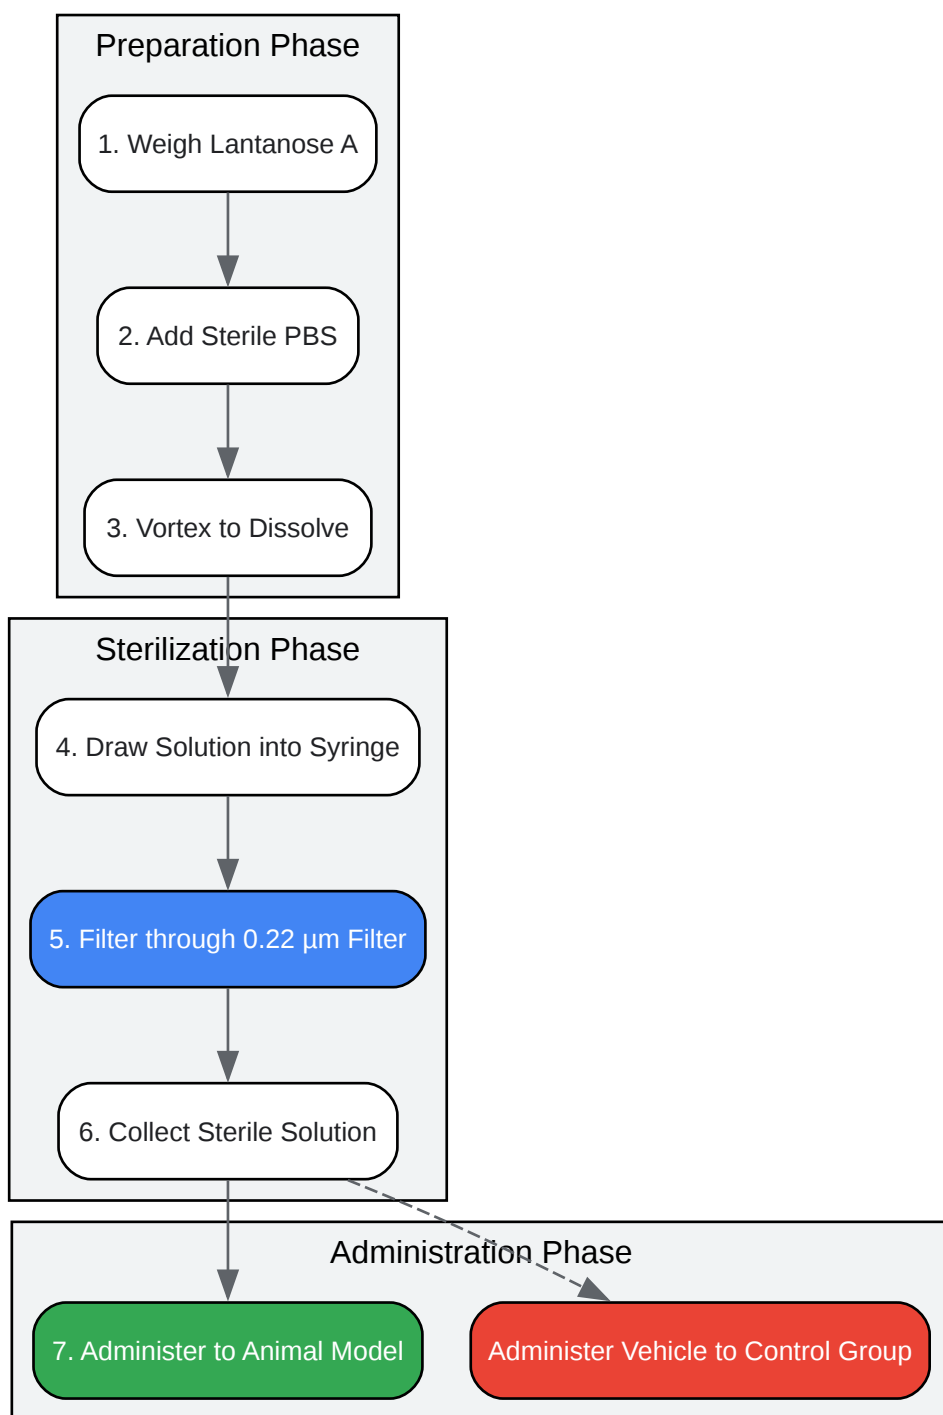 Preparation Phase
1. Weigh Lantanose A
2. Add Sterile PBS
3. Vortex to Dissolve
Sterilization Phase
4. Draw Solution into Syringe
5. Filter through 0.22 µm Filter
6. Collect Sterile Solution
Administration Phase
7. Administer to Animal Model
Administer Vehicle to Control Group